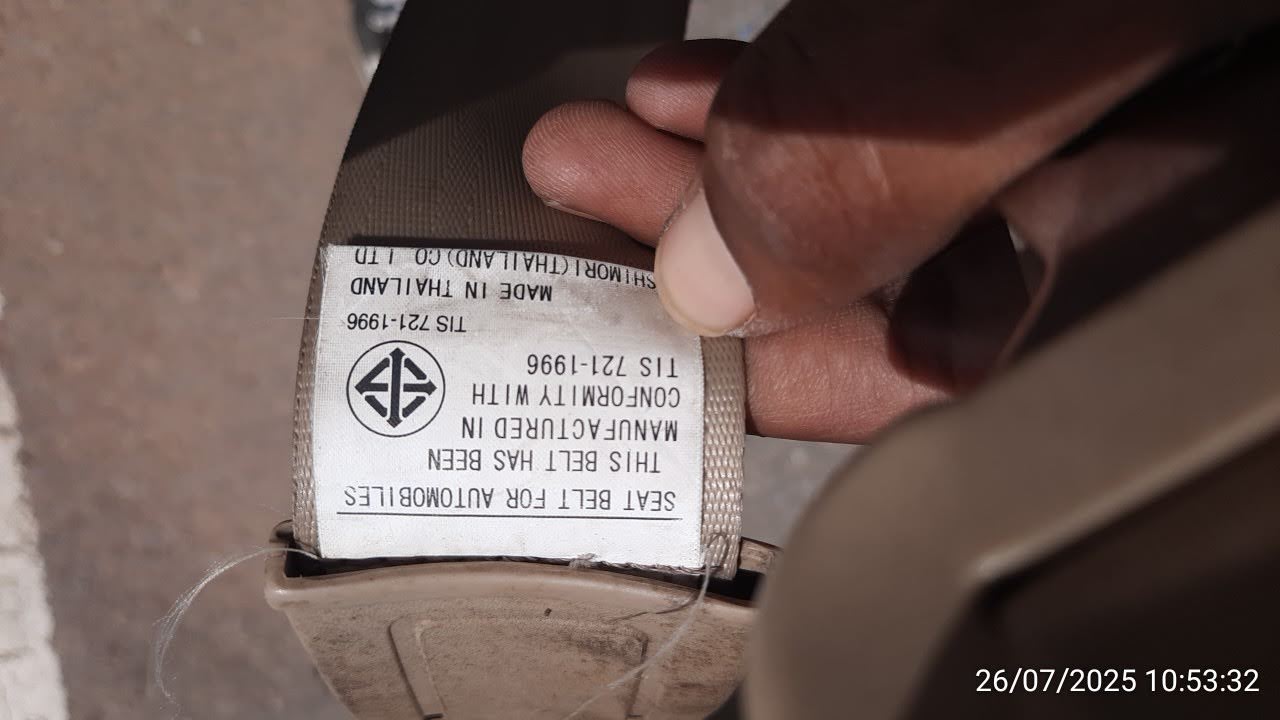 SEAT BELT FOR AUTOMOBILES
THIS BELT HAS BEEN
MANUFACTURED IN
CONFORMITY WITH
TIS 721-1996
TIS 721-1996
MADE IN THAILAND
SHIMORI(THAILAND)CO LTD
26/07/2025 10:53:32